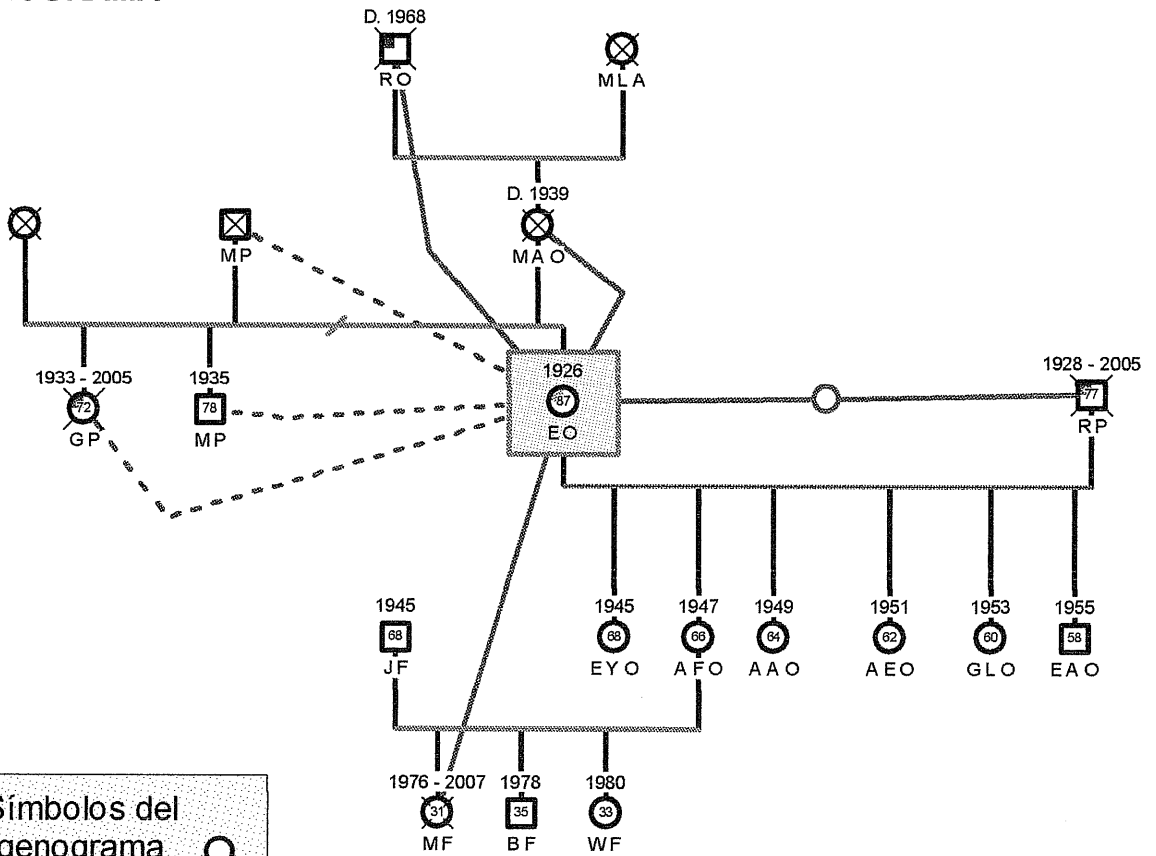 D. 1968
RO
MLA
D. 1939
MP
MAO
1933 - 2005
1935
1926
1928 - 2005
72
78
87
77
GP
MP
EO
RP
1945
1945
1947
1949
1951
1953
1955
68
68
66
64
62
60
58
JF
EYO
AFO
AAO
AEO
GLO
EAO
1976 - 2007
1978
1980
31
35
33
MF
BF
WF
Símbolos del
genograma